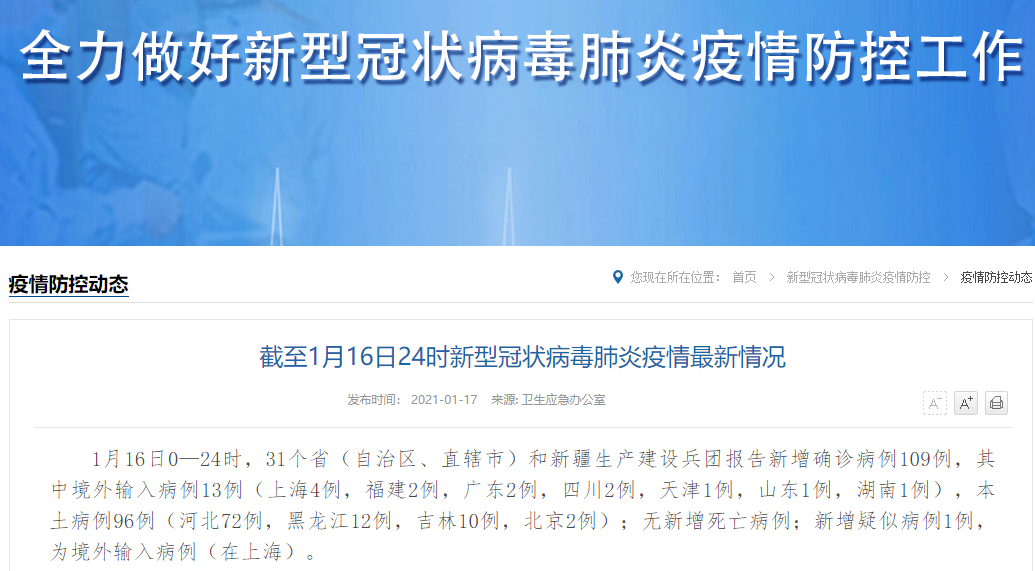 全力做好新型冠状病毒肺炎疫情防控工作
疫情防控动态
您现在所在位置： 首页 > 新型冠状病毒肺炎疫情防控 > 疫情防控动态
截至1月16日24时新型冠状病毒肺炎疫情最新情况
发布时间： 2021-01-17 来源: 卫生应急办公室
A- A+
1月16日0—24时，31个省（自治区、直辖市）和新疆生产建设兵团报告新增确诊病例109例，其
中境外输入病例13例（上海4例，福建2例，广东2例，四川2例，天津1例，山东1例，湖南1例），本
土病例96例（河北72例，黑龙江12例，吉林10例，北京2例）；无新增死亡病例；新增疑似病例1例，
为境外输入病例（在上海）。